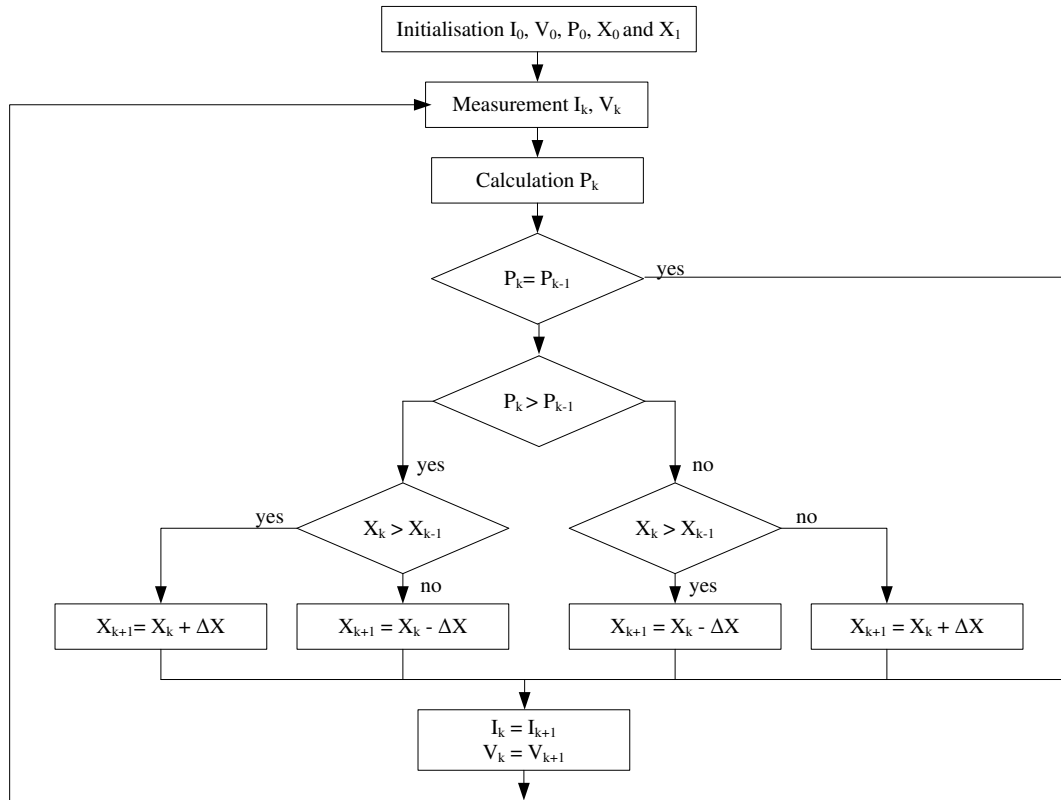 Initialisation I₀, V₀, P₀, X₀ and X₁
Measurement Iₖ, Vₖ
Calculation Pₖ
Pₖ= Pₖ₋₁
yes
Pₖ > Pₖ₋₁
yes
no
Xₖ > Xₖ₋₁
yes
no
Xₖ > Xₖ₋₁
no
yes
Xₖ₊₁= Xₖ + ΔX
Xₖ₊₁ = Xₖ - ΔX
Xₖ₊₁ = Xₖ - ΔX
Xₖ₊₁ = Xₖ + ΔX
Iₖ = Iₖ₊₁
Vₖ = Vₖ₊₁